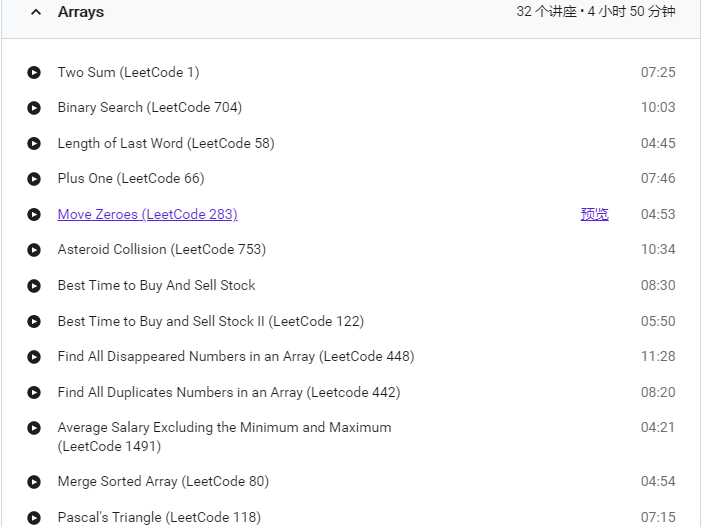 Arrays 32 个讲座 • 4 小时 50 分钟
Two Sum (LeetCode 1) 07:25
Binary Search (LeetCode 704) 10:03
Length of Last Word (LeetCode 58) 04:45
Plus One (LeetCode 66) 07:46
Move Zeroes (LeetCode 283) 预览 04:53
Asteroid Collision (LeetCode 753) 10:34
Best Time to Buy And Sell Stock 08:30
Best Time to Buy and Sell Stock II (LeetCode 122) 05:50
Find All Disappeared Numbers in an Array (LeetCode 448) 11:28
Find All Duplicates Numbers in an Array (Leetcode 442) 08:20
Average Salary Excluding the Minimum and Maximum 04:21
(LeetCode 1491)
Merge Sorted Array (LeetCode 80) 04:54
Pascal's Triangle (LeetCode 118) 07:15